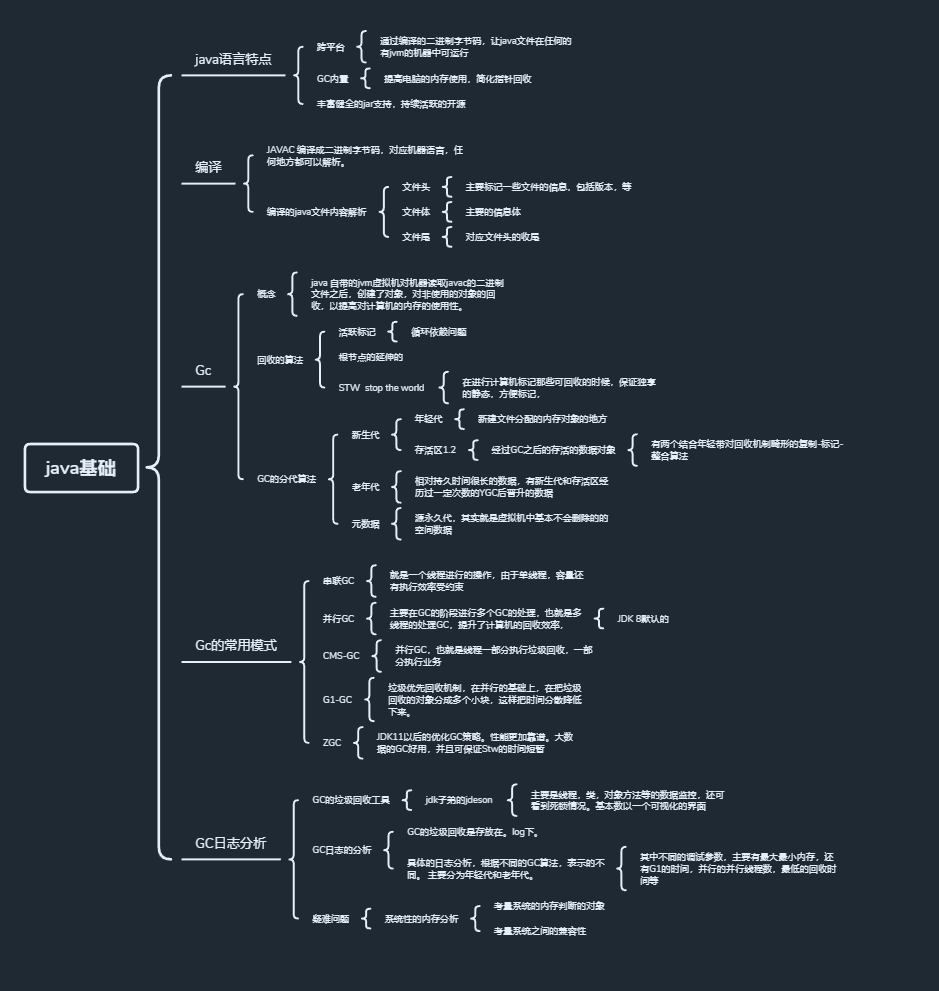 java基础
java语言特点
跨平台
通过编译的二进制字节码，让java文件在任何的
有jvm的机器中可运行
GC内置
提高电脑的内存使用，简化指针回收
丰富健全的jar支持，持续活跃的开源
编译
JAVAC 编译成二进制字节码，对应机器语言，任
何地方都可以解析。
编译的java文件内容解析
文件头
主要标记一些文件的信息，包括版本，等
文件体
主要的信息体
文件尾
对应文件头的收尾
Gc
概念
java 自带的jvm虚拟机对机器读取javac的二进制
文件之后，创建了对象，对非使用的对象的回
收，以提高对计算机的内存的使用性。
回收的算法
活跃标记
循环依赖问题
根节点的延伸的
STW  stop the world
在进行计算机标记那些可回收的时候，保证独享
的静态，方便标记，
GC的分代算法
新生代
年轻代
新建文件分配的内存对象的地方
存活区1.2
经过GC之后的存活的数据对象
有两个结合年轻带对回收机制畸形的复制-标记-
整合算法
老年代
相对持久时间很长的数据，有新生代和存活区经
历过一定次数的YGC后晋升的数据
元数据
源永久代，其实就是虚拟机中基本不会删除的的
空间数据
Gc的常用模式
串联GC
就是一个线程进行的操作，由于单线程，容量还
有执行效率受约束
并行GC
主要在GC的阶段进行多个GC的处理，也就是多
线程的处理GC，提升了计算机的回收效率，
JDK 8默认的
CMS-GC
并行GC，也就是线程一部分执行垃圾回收，一部
分执行业务
G1-GC
垃圾优先回收机制，在并行的基础上，在把垃圾
回收的对象分成多个小块，这样把时间分散降低
下来。
ZGC
JDK11以后的优化GC策略。性能更加靠谱。大数
据的GC好用，并且可保证Stw的时间短暂
GC日志分析
GC的垃圾回收工具
jdk子弟的jdeson
主要是线程，类，对象方法等的数据监控，还可
看到死锁情况。基本数以一个可视化的界面
GC日志的分析
GC的垃圾回收是存放在。log下。
具体的日志分析，根据不同的GC算法，表示的不
同。 主要分为年轻代和老年代。
其中不同的调试参数，主要有最大最小内存，还
有G1的时间，并行的并行线程数，最低的回收时
间等
疑难问题
系统性的内存分析
考量系统的内存判断的对象
考量系统之间的兼容性